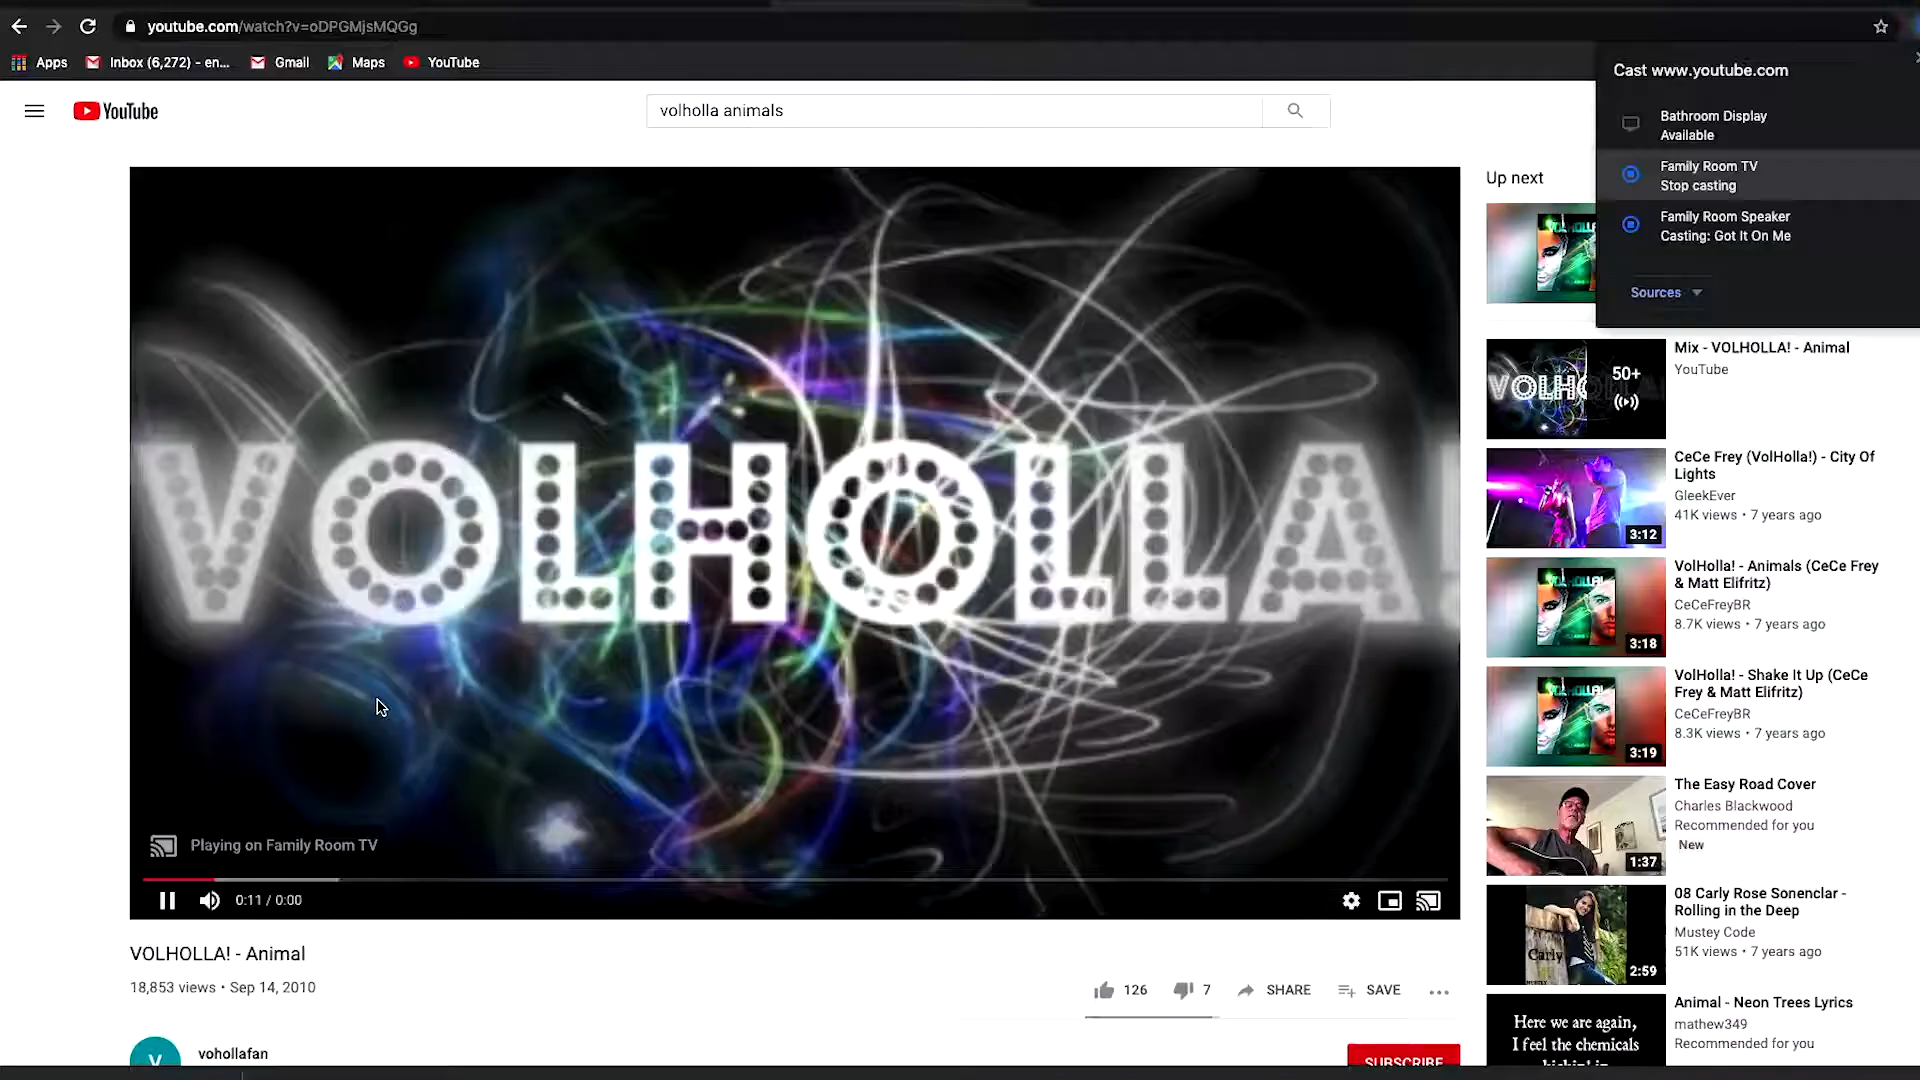 youtube.com/watch?v=oDPGMjsMQGg
Apps
Inbox (6,272) - en...
Gmail
Maps
YouTube
Cast www.youtube.com
Bathroom Display
Available
Family Room TV
Stop casting
Family Room Speaker
Casting: Got It On Me
Sources
YouTube
volholla animals
VOLHOLLA!
Playing on Family Room TV
0:11 / 0:00
VOLHOLLA! - Animal
18,853 views • Sep 14, 2010
126
7
SHARE
SAVE
V
vohollafan
SUBSCRIBE
Up next
VOLHO
50+
Mix - VOLHOLLA! - Animal
YouTube
3:12
CeCe Frey (VolHolla!) - City Of
Lights
GleekEver
41K views • 7 years ago
3:18
VolHolla! - Animals (CeCe Frey
& Matt Elifritz)
CeCeFreyBR
8.7K views • 7 years ago
3:19
VolHolla! - Shake It Up (CeCe
Frey & Matt Elifritz)
CeCeFreyBR
8.3K views • 7 years ago
1:37
The Easy Road Cover
Charles Blackwood
Recommended for you
New
Carly
2:59
08 Carly Rose Sonenclar -
Rolling in the Deep
Mustey Code
51K views • 7 years ago
Here we are again,
I feel the chemicals
Animal - Neon Trees Lyrics
mathew349
Recommended for you